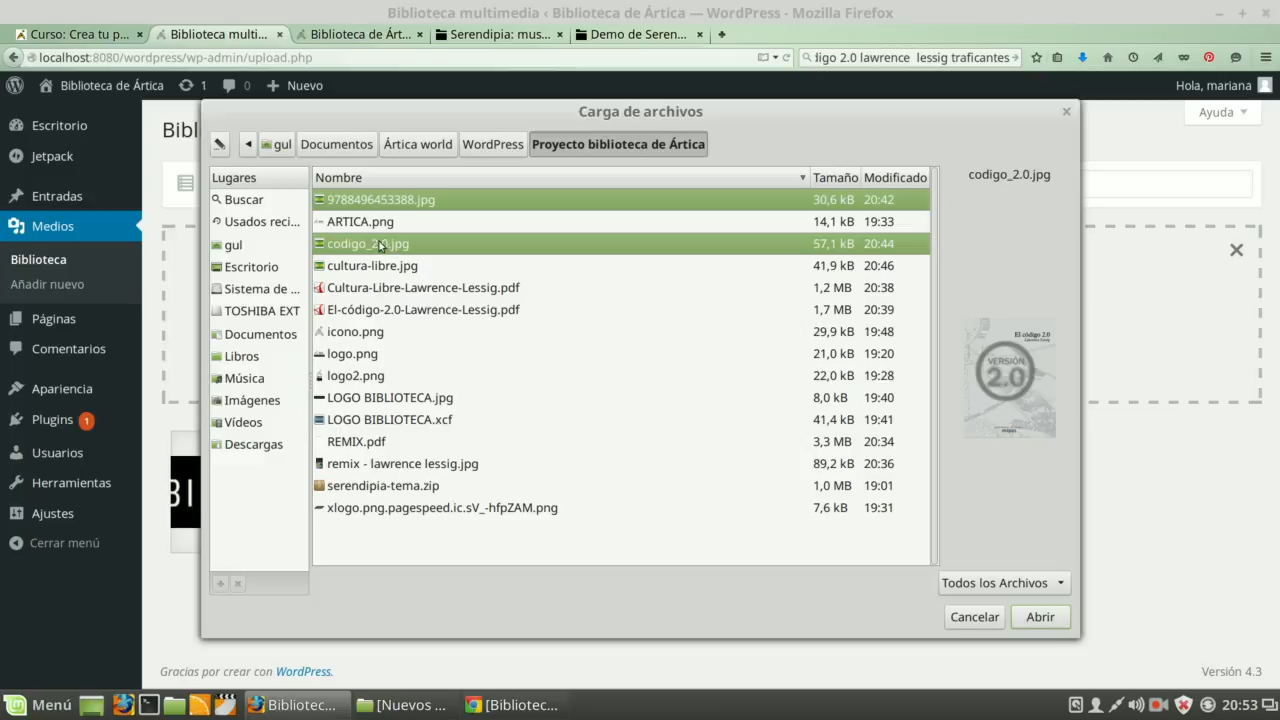 Biblioteca multimedia ‹ Biblioteca de Ártica — WordPress - Mozilla Firefox
Curso: Crea tu p...
Biblioteca multi...
Biblioteca de Árt...
Serendipia: mus...
Demo de Seren...
localhost:8080/wordpress/wp-admin/upload.php
ligo 2.0 lawrence lessig traficantes
Biblioteca de Ártica
1
0
Nuevo
Hola, mariana
Escritorio
Jetpack
Entradas
Medios
Biblioteca
Añadir nuevo
Páginas
Comentarios
Apariencia
Plugins 1
Usuarios
Herramientas
Ajustes
Cerrar menú
Bibl
Ayuda
Carga de archivos
gul
Documentos
Ártica world
WordPress
Proyecto biblioteca de Ártica
Lugares
Buscar
Usados reci...
gul
Escritorio
Sistema de ...
TOSHIBA EXT
Documentos
Libros
Música
Imágenes
Vídeos
Descargas
Nombre Tamaño Modificado
9788496453388.jpg 30,6 kB 20:42
ARTICA.png 14,1 kB 19:33
codigo_2.0.jpg 57,1 kB 20:44
cultura-libre.jpg 41,9 kB 20:46
Cultura-Libre-Lawrence-Lessig.pdf 1,2 MB 20:38
El-código-2.0-Lawrence-Lessig.pdf 1,7 MB 20:39
icono.png 29,9 kB 19:48
logo.png 21,0 kB 19:20
logo2.png 22,0 kB 19:28
LOGO BIBLIOTECA.jpg 8,0 kB 19:40
LOGO BIBLIOTECA.xcf 41,4 kB 19:41
REMIX.pdf 3,3 MB 20:34
remix - lawrence lessig.jpg 89,2 kB 20:36
serendipia-tema.zip 1,0 MB 19:01
xlogo.png.pagespeed.ic.sV_-hfpZAM.png 7,6 kB 19:31
codigo_2.0.jpg
El código 2.0
Lawrence Lessig
VERSIÓN
2.0
Todos los Archivos
Cancelar
Abrir
BI
Gracias por crear con WordPress.
Versión 4.3
Menú
Bibliotec...
[Nuevos ...
[Bibliotec...
20:53